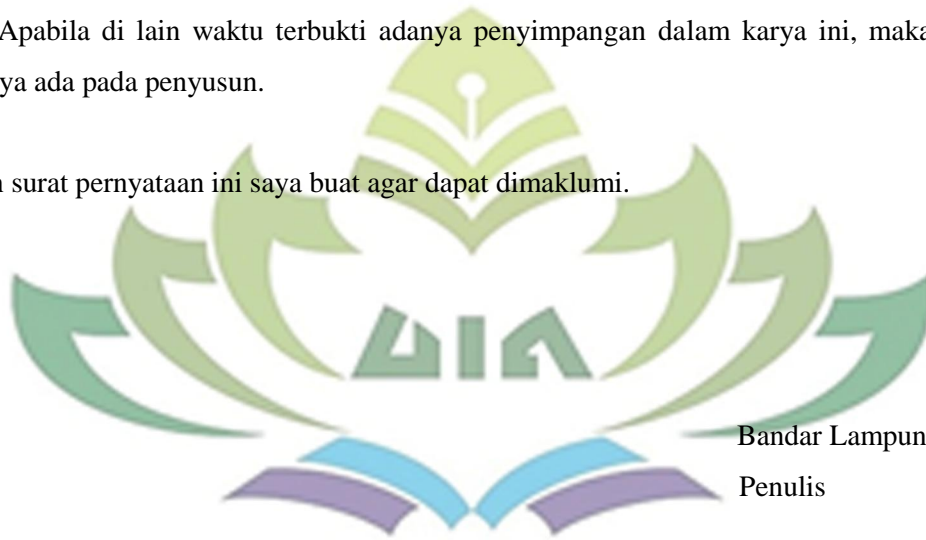 Apabila di lain waktu terbukti adanya penyimpangan dalam karya ini, maka
ya ada pada penyusun.
surat pernyataan ini saya buat agar dapat dimaklumi.
UIN
Bandar Lampun
Penulis